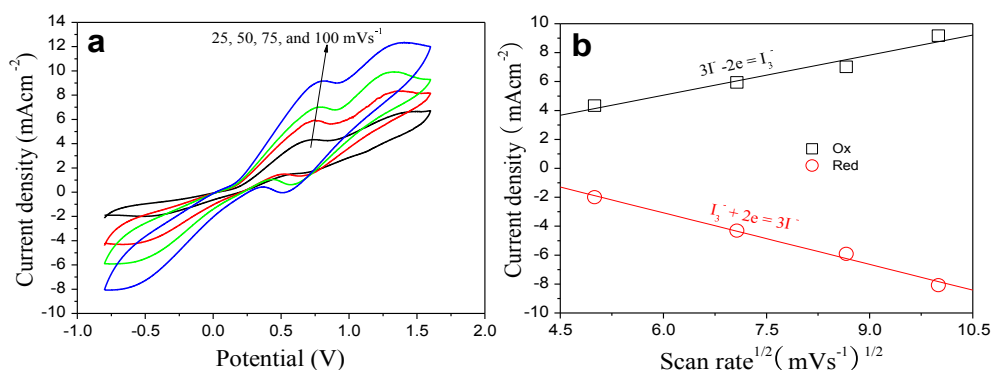 a
25, 50, 75, and 100 mVs⁻¹
Current density (mAcm⁻²)
14
12
10
8
6
4
2
0
-2
-4
-6
-8
-10
-1.0 -0.5 0.0 0.5 1.0 1.5 2.0
Potential (V)
b
3I⁻ -2e = I₃⁻
Ox
Red
I₃⁻ + 2e = 3I⁻
Current density ( mAcm⁻²)
10
8
6
4
2
0
-2
-4
-6
-8
-10
4.5 6.0 7.5 9.0 10.5
Scan rate¹/²( mVs⁻¹) ¹/²